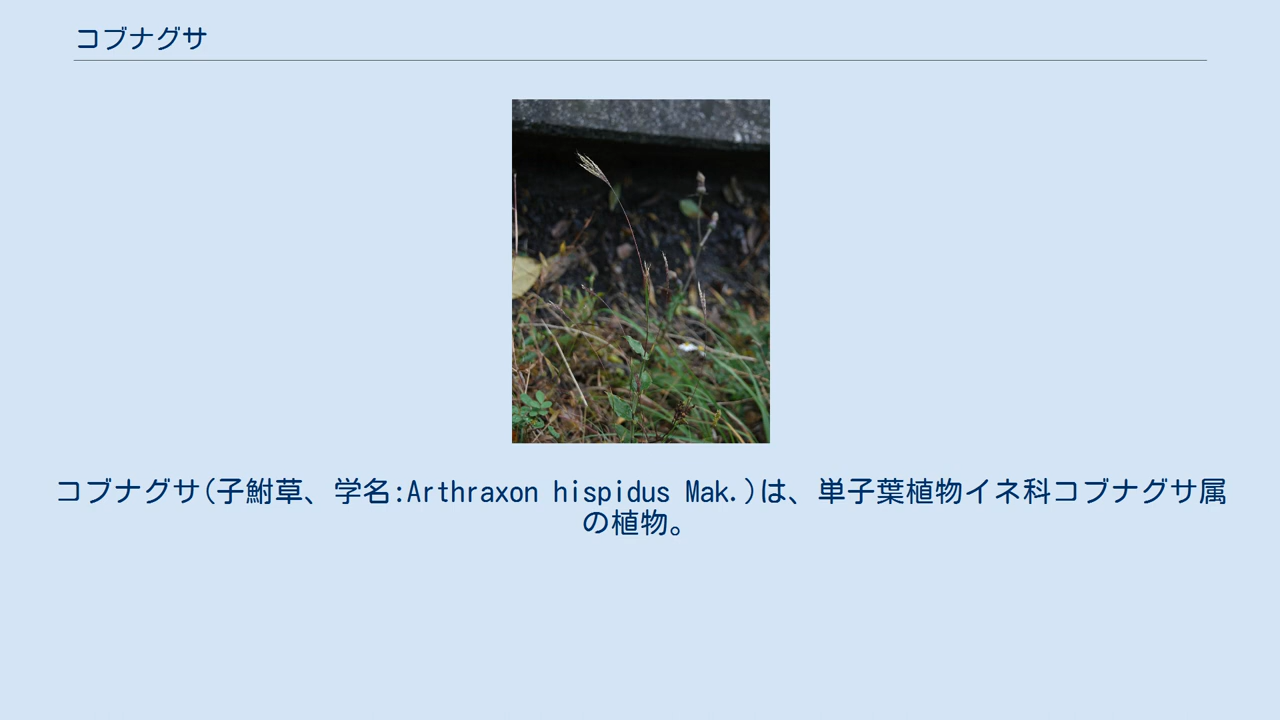 コブナグサ
コブナグサ(子鮒草、学名:Arthraxon hispidus Mak.)は、単子葉植物イネ科コブナグサ属
の植物。